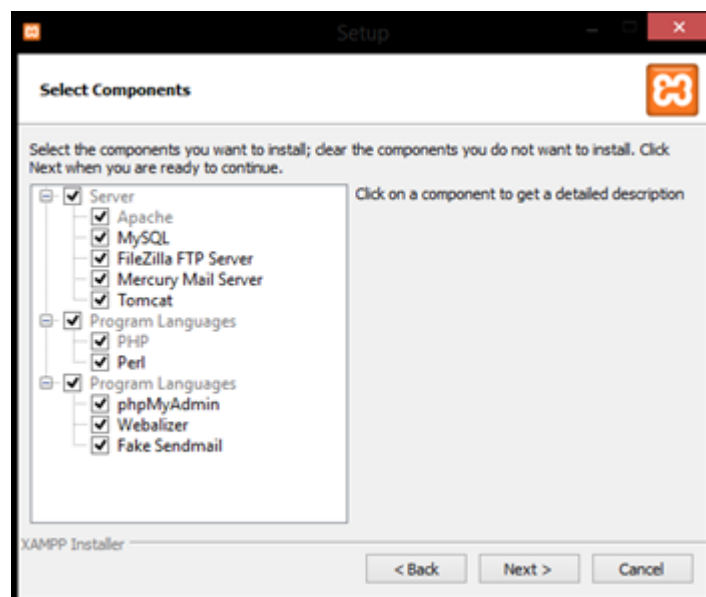 Setup
Select Components
Select the components you want to install; clear the components you do not want to install. Click
Next when you are ready to continue.
Server
Apache
MySQL
FileZilla FTP Server
Mercury Mail Server
Tomcat
Program Languages
PHP
Perl
Program Languages
phpMyAdmin
Webalizer
Fake Sendmail
Click on a component to get a detailed description
XAMPP Installer
< Back
Next >
Cancel